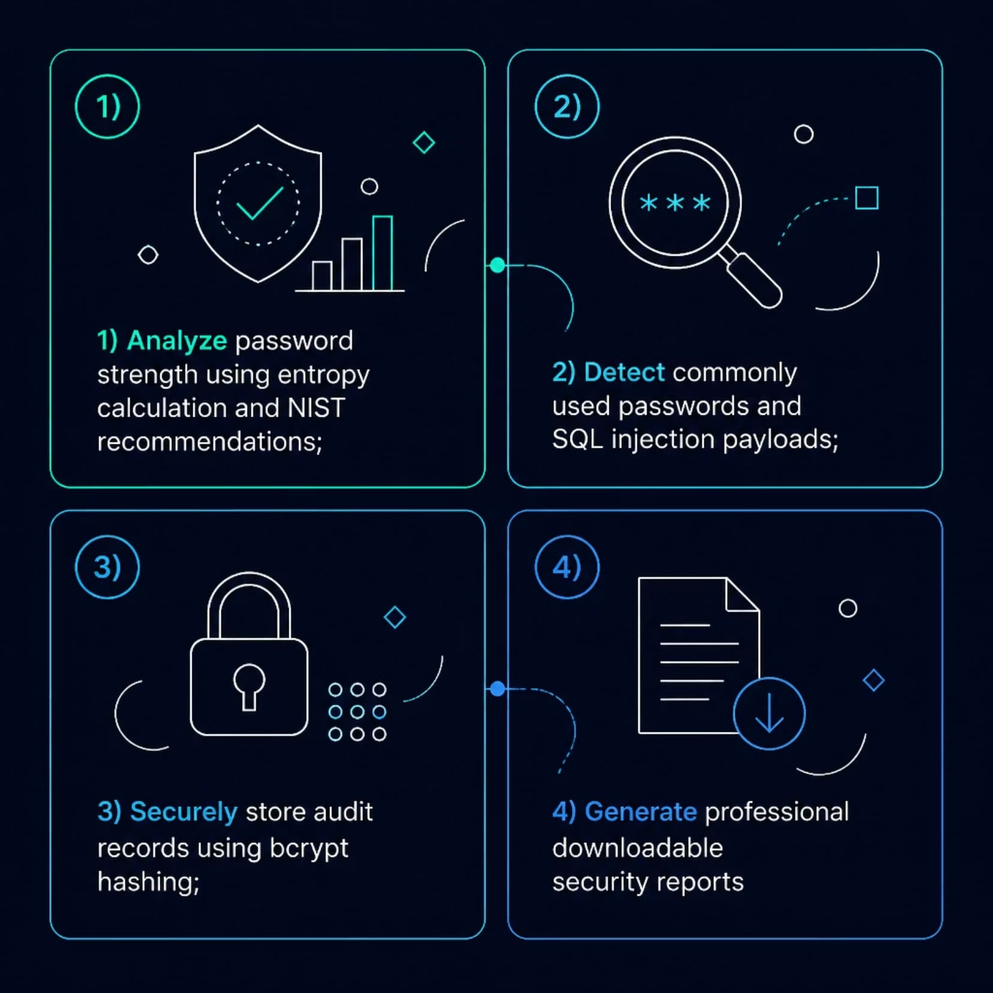 1)
1) Analyze password
strength using entropy
calculation and NIST
recommendations;
2)
***
2) Detect commonly
used passwords and
SQL injection payloads;
3)
3) Securely store audit
records using bcrypt
hashing;
4)
4) Generate professional
downloadable
security reports